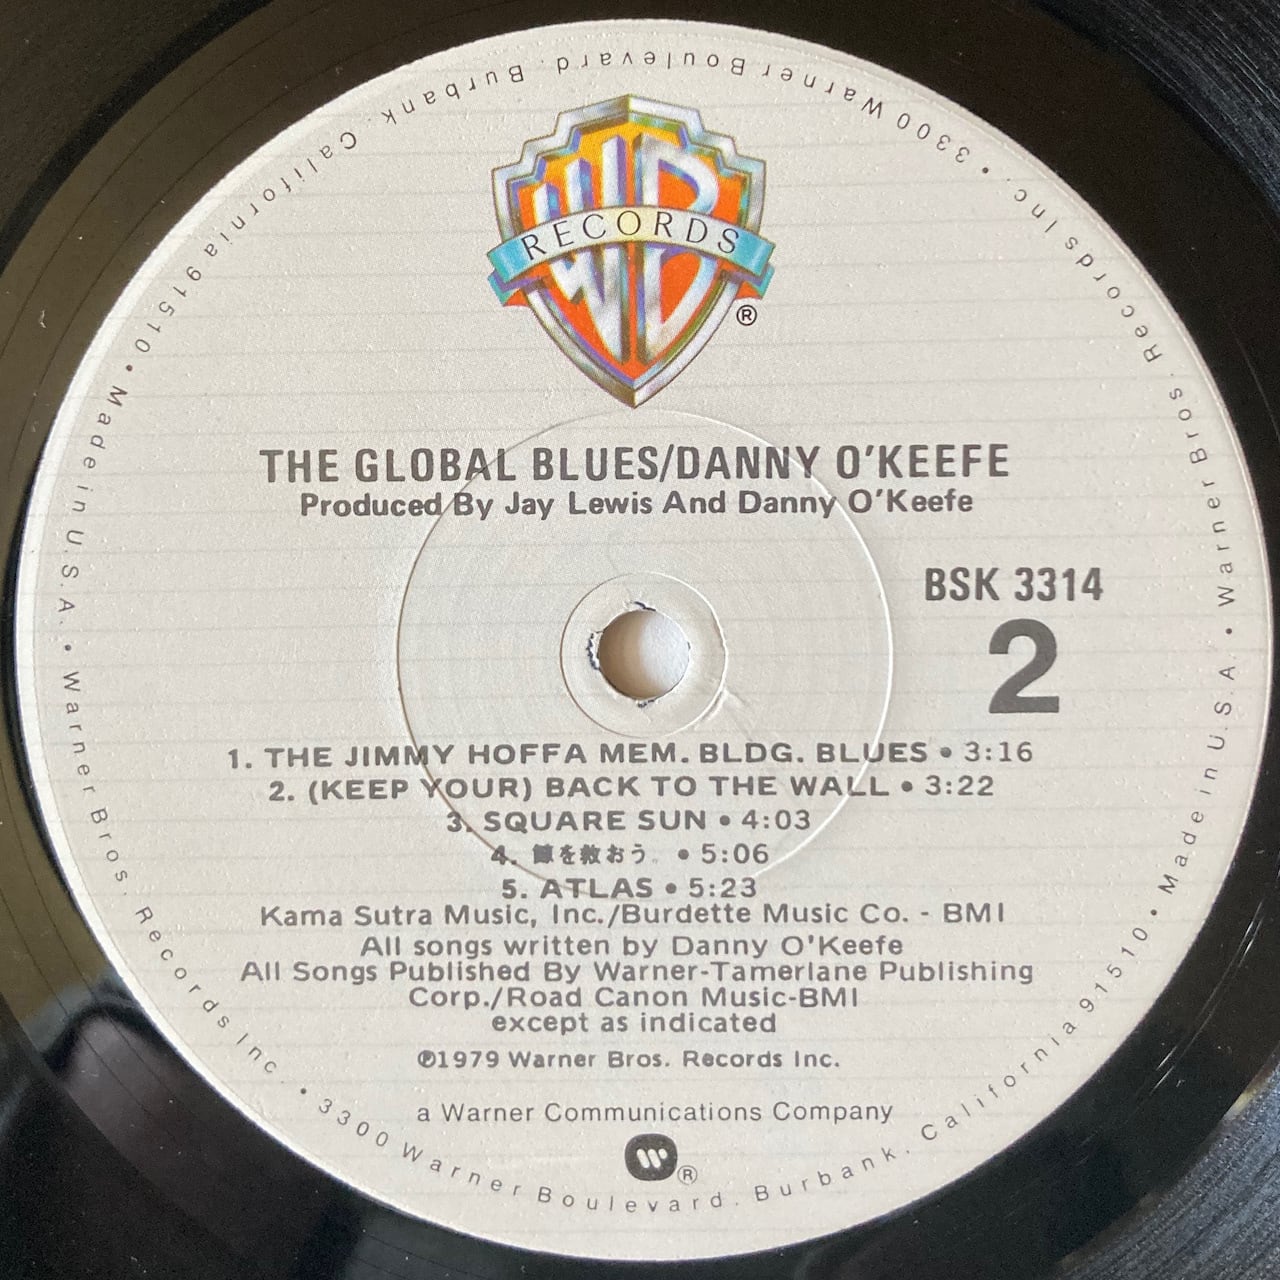 RECORDS
®
THE GLOBAL BLUES/DANNY O'KEEFE
Produced By Jay Lewis And Danny O'Keefe
BSK 3314
2
1. THE JIMMY HOFFA MEM. BLDG. BLUES • 3:16
2. (KEEP YOUR) BACK TO THE WALL • 3:22
3. SQUARE SUN • 4:03
4. を救おう。 • 5:06
5. ATLAS • 5:23
Kama Sutra Music, Inc./Burdette Music Co. - BMI
All songs written by Danny O'Keefe
All Songs Published By Warner-Tamerlane Publishing
Corp./Road Canon Music-BMI
except as indicated
℗1979 Warner Bros. Records Inc.
a Warner Communications Company
W ®
Made in U.S.A. • Warner Bros. Records Inc. • 3300 Warner Boulevard. Burbank. California 91510 • Made in U.S.A. • Warner Bros. Records Inc. • 3300 Warner Boulevard. Burbank. California 91510 •